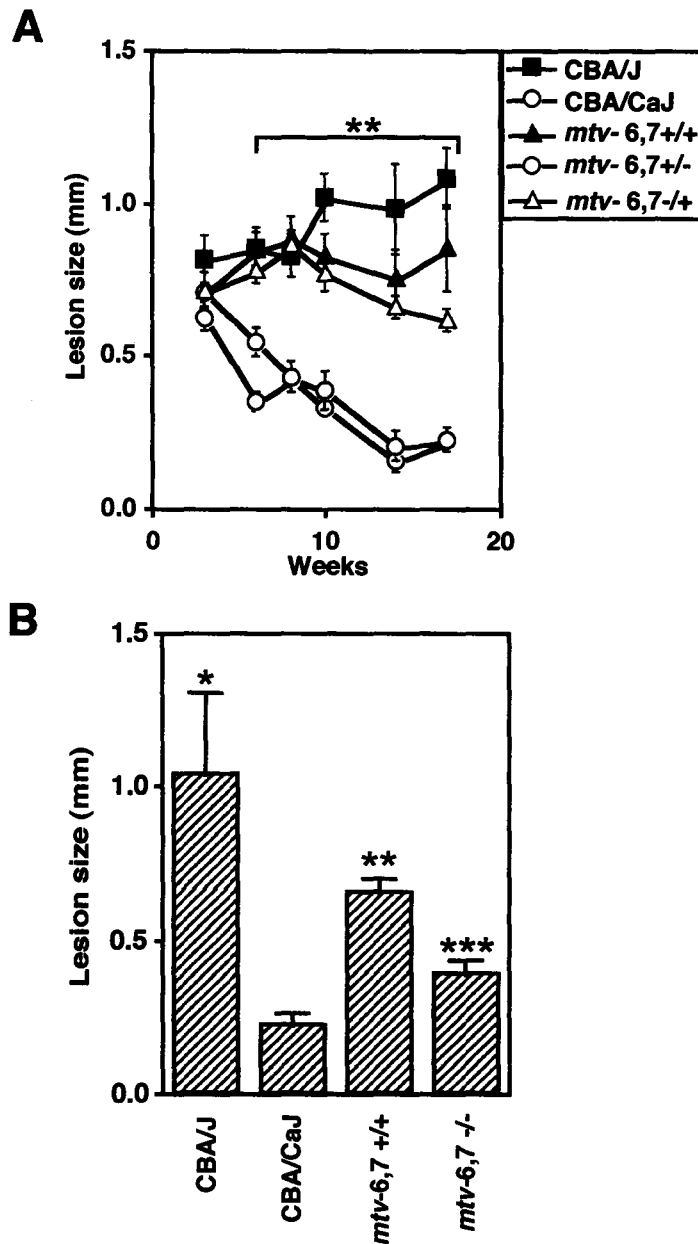 A
1.5
1.0
0.5
0.0
Lesion size (mm)
**
0
10
20
Weeks
CBA/J
CBA/CaJ
mtv- 6,7+/+
mtv- 6,7+/-
mtv- 6,7-/+
B
1.5
1.0
0.5
0.0
Lesion size (mm)
*
**
***
CBA/J
CBA/CaJ
mtv-6,7 +/+
mtv-6,7 -/-